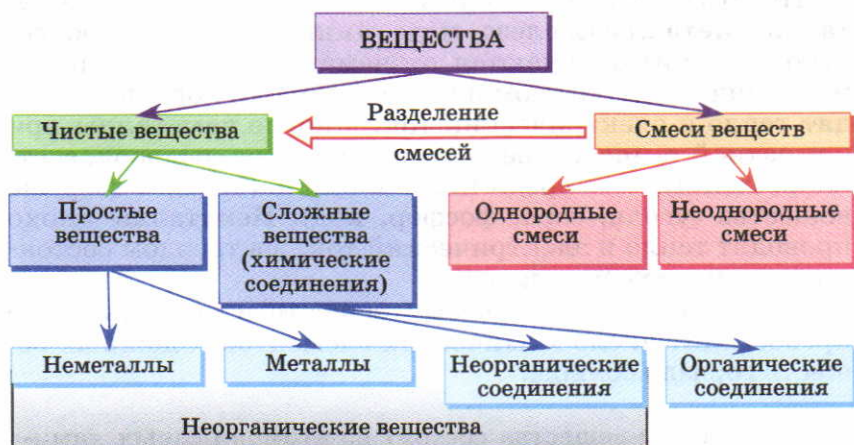 ВЕЩЕСТВА
Чистые вещества
Разделение
смесей
Смеси веществ
Простые
вещества
Сложные
вещества
(химические
соединения)
Однородные
смеси
Неоднородные
смеси
Неметаллы
Металлы
Неорганические
соединения
Органические
соединения
Неорганические вещества